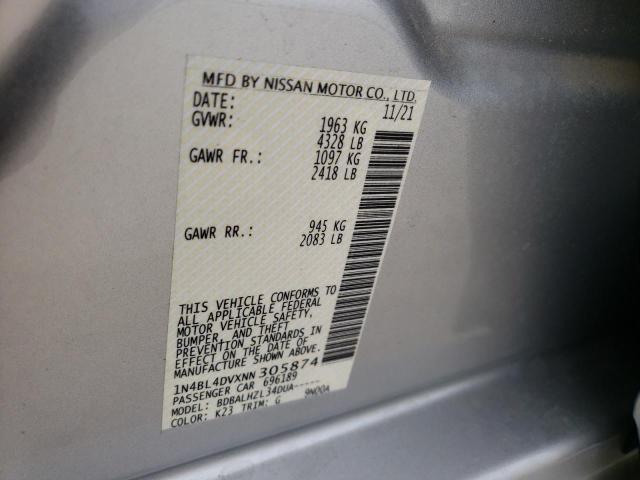 MFD BY NISSAN MOTOR CO., LTD.
DATE: 11/21
GVWR: 1963 KG
4328 LB
GAWR FR.: 1097 KG
2418 LB
GAWR RR.: 945 KG
2083 LB
THIS VEHICLE CONFORMS TO
ALL APPLICABLE FEDERAL
MOTOR VEHICLE SAFETY,
BUMPER, AND THEFT
PREVENTION STANDARDS IN
EFFECT ON THE DATE OF
MANUFACTURE SHOWN ABOVE.
1N4BL4DVXNN305874
PASSENGER CAR 696189
MODEL: BDBALHZL34DUA-----
COLOR: K23 TRIM: G 9N00A